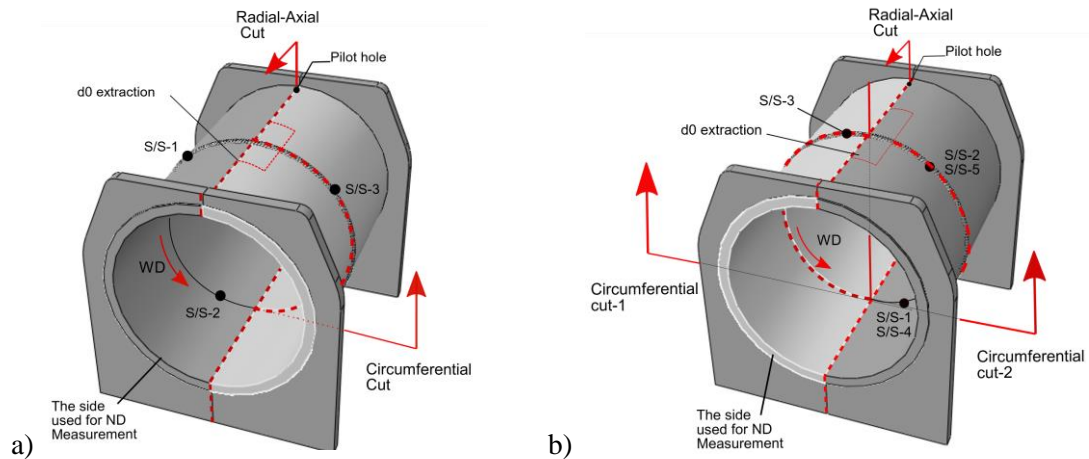 Radial-Axial
Cut
Pilot hole
d0 extraction
S/S-1
S/S-3
WD
S/S-2
Circumferential
Cut
The side
used for ND
Measurement
a)
Radial-Axial
Cut
Pilot hole
S/S-3
d0 extraction
S/S-2
S/S-5
WD
Circumferential
cut-1
S/S-1
S/S-4
Circumferential
cut-2
The side
used for ND
Measurement
b)